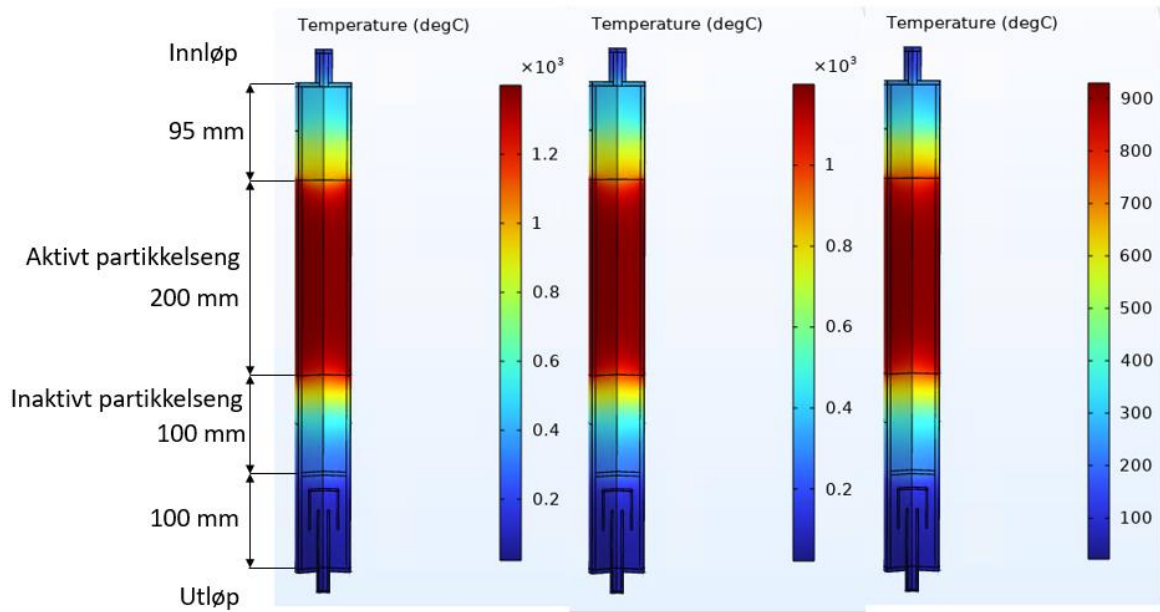 Temperature (degC)
Temperature (degC)
Temperature (degC)
Innløp
×10³
×10³
95 mm
1.2
1
0.8
0.6
0.4
0.2
1
0.8
0.6
0.4
0.2
900
800
700
600
500
400
300
200
100
Aktivt partikkelseng
200 mm
Inaktivt partikkelseng
100 mm
100 mm
Utløp